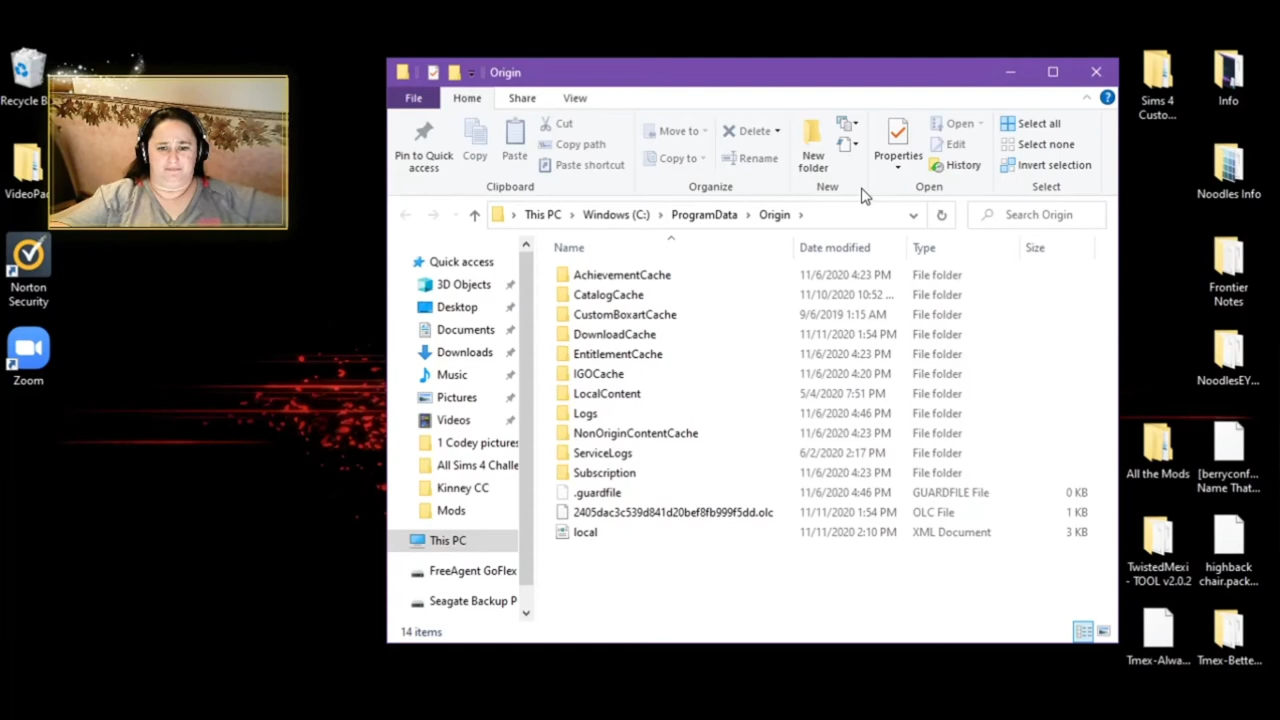 Recycle B
VideoPa
Norton
Security
Zoom
Origin
File
Home
Share
View
Pin to Quick
access
Copy
Paste
Cut
Copy path
Paste shortcut
Clipboard
Move to
Copy to
Delete
Rename
Organize
New
folder
New
Properties
Open
Edit
History
Open
Select all
Select none
Invert selection
Select
This PC > Windows (C:) > ProgramData > Origin >
Search Origin
Quick access
3D Objects
Desktop
Documents
Downloads
Music
Pictures
Videos
1 Codey pictures
All Sims 4 Challe
Kinney CC
Mods
This PC
FreeAgent GoFlex
Seagate Backup P
Name Date modified Type Size
AchievementCache 11/6/2020 4:23 PM File folder
CatalogCache 11/10/2020 10:52 ... File folder
CustomBoxartCache 9/6/2019 1:15 AM File folder
DownloadCache 11/11/2020 1:54 PM File folder
EntitlementCache 11/6/2020 4:23 PM File folder
IGOCache 11/6/2020 4:20 PM File folder
LocalContent 5/4/2020 7:51 PM File folder
Logs 11/6/2020 4:46 PM File folder
NonOriginContentCache 11/6/2020 4:23 PM File folder
ServiceLogs 6/2/2020 2:17 PM File folder
Subscription 11/6/2020 4:23 PM File folder
.guardfile 11/6/2020 4:46 PM GUARDFILE File 0 KB
2405dac3c539d841d20bef8fb999f5dd.olc 11/11/2020 1:54 PM OLC File 1 KB
local 11/11/2020 2:10 PM XML Document 3 KB
14 items
Sims 4
Custo...
Info
Noodles Info
Frontier
Notes
NoodlesEY...
All the Mods
[berryconf...
Name That...
TwistedMexi
- TOOL v2.0.2
highback
chair.pack...
Tmex-Alwa...
Tmex-Bette...